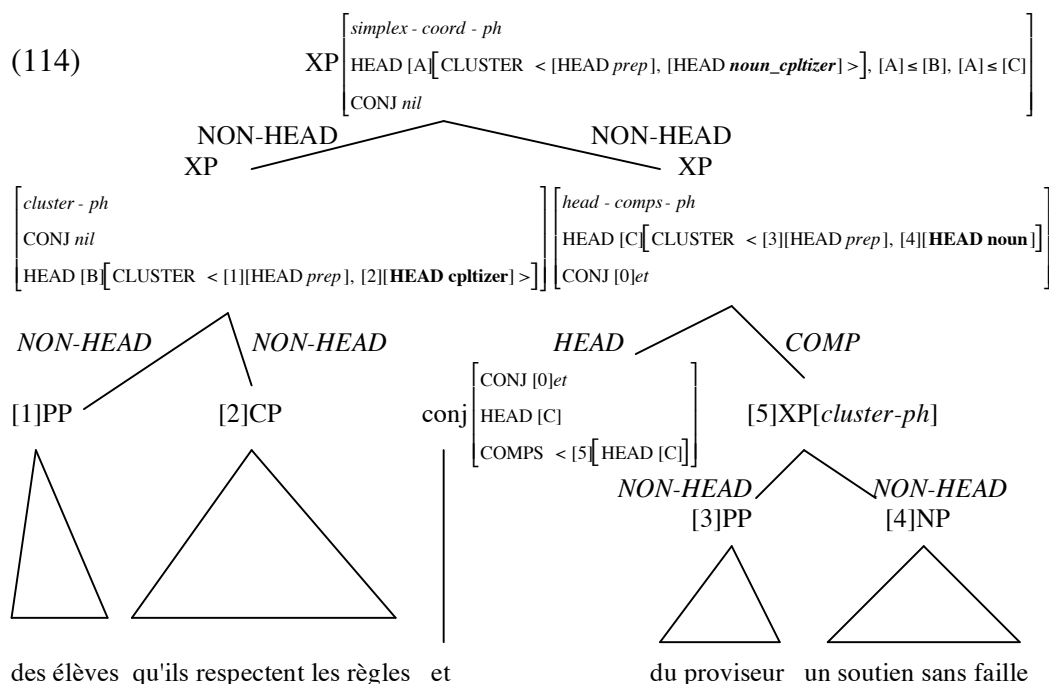 (114)
XP
simplex - coord - ph
HEAD [A][CLUSTER < [HEAD prep], [HEAD noun_cpltizer] >], [A] ≤ [B], [A] ≤ [C]
CONJ nil
NON-HEAD NON-HEAD
XP XP
cluster - ph
CONJ nil
HEAD [B][CLUSTER < [1][HEAD prep], [2][HEAD cpltizer] >]
head - comps - ph
HEAD [C][CLUSTER < [3][HEAD prep], [4][HEAD noun]]
CONJ [0]et
NON-HEAD NON-HEAD HEAD COMP
[1]PP [2]CP conj
CONJ [0]et
HEAD [C]
COMPS < [5][HEAD [C]]
[5]XP[cluster-ph]
NON-HEAD NON-HEAD
[3]PP [4]NP
des élèves qu'ils respectent les règles et du proviseur un soutien sans faille